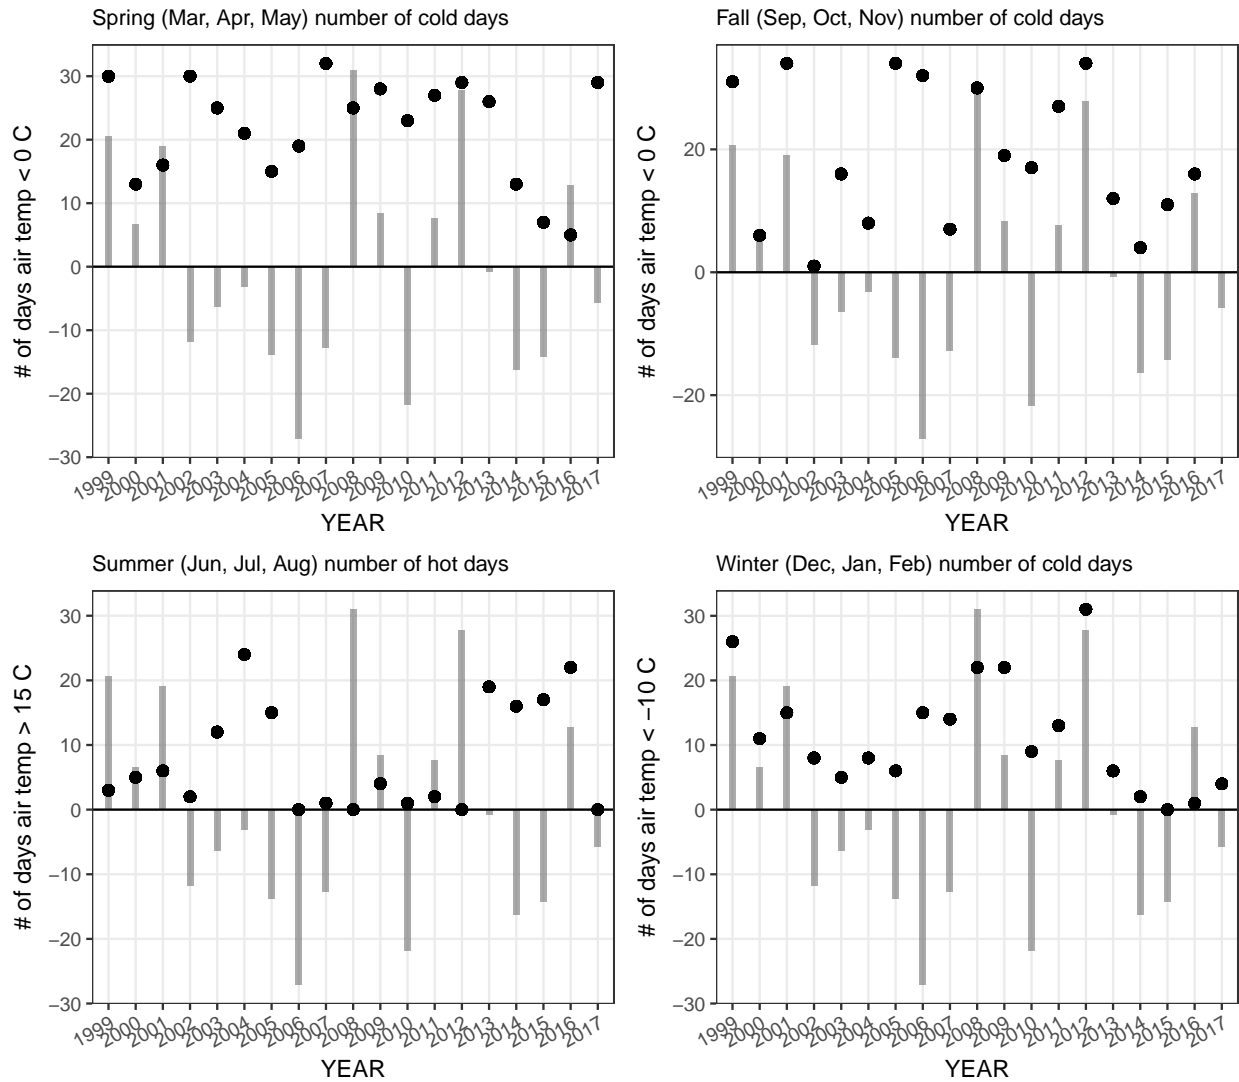 Spring (Mar, Apr, May) number of cold days
# of days air temp < 0 C
30
20
10
0
−10
−20
−30
1999 2000 2001 2002 2003 2004 2005 2006 2007 2008 2009 2010 2011 2012 2013 2014 2015 2016 2017
YEAR
Fall (Sep, Oct, Nov) number of cold days
# of days air temp < 0 C
20
0
−20
1999 2000 2001 2002 2003 2004 2005 2006 2007 2008 2009 2010 2011 2012 2013 2014 2015 2016 2017
YEAR
Summer (Jun, Jul, Aug) number of hot days
# of days air temp > 15 C
30
20
10
0
−10
−20
−30
1999 2000 2001 2002 2003 2004 2005 2006 2007 2008 2009 2010 2011 2012 2013 2014 2015 2016 2017
YEAR
Winter (Dec, Jan, Feb) number of cold days
# of days air temp < −10 C
30
20
10
0
−10
−20
−30
1999 2000 2001 2002 2003 2004 2005 2006 2007 2008 2009 2010 2011 2012 2013 2014 2015 2016 2017
YEAR